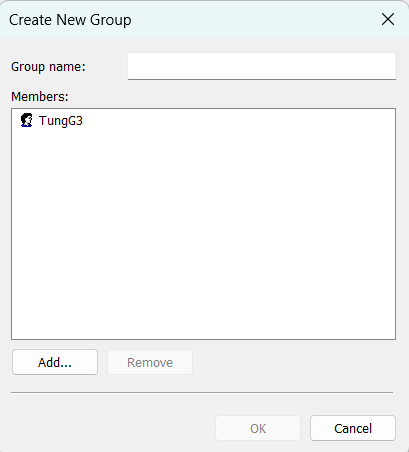 Create New Group
Group name:
Members:
TungG3
Add... Remove
OK Cancel